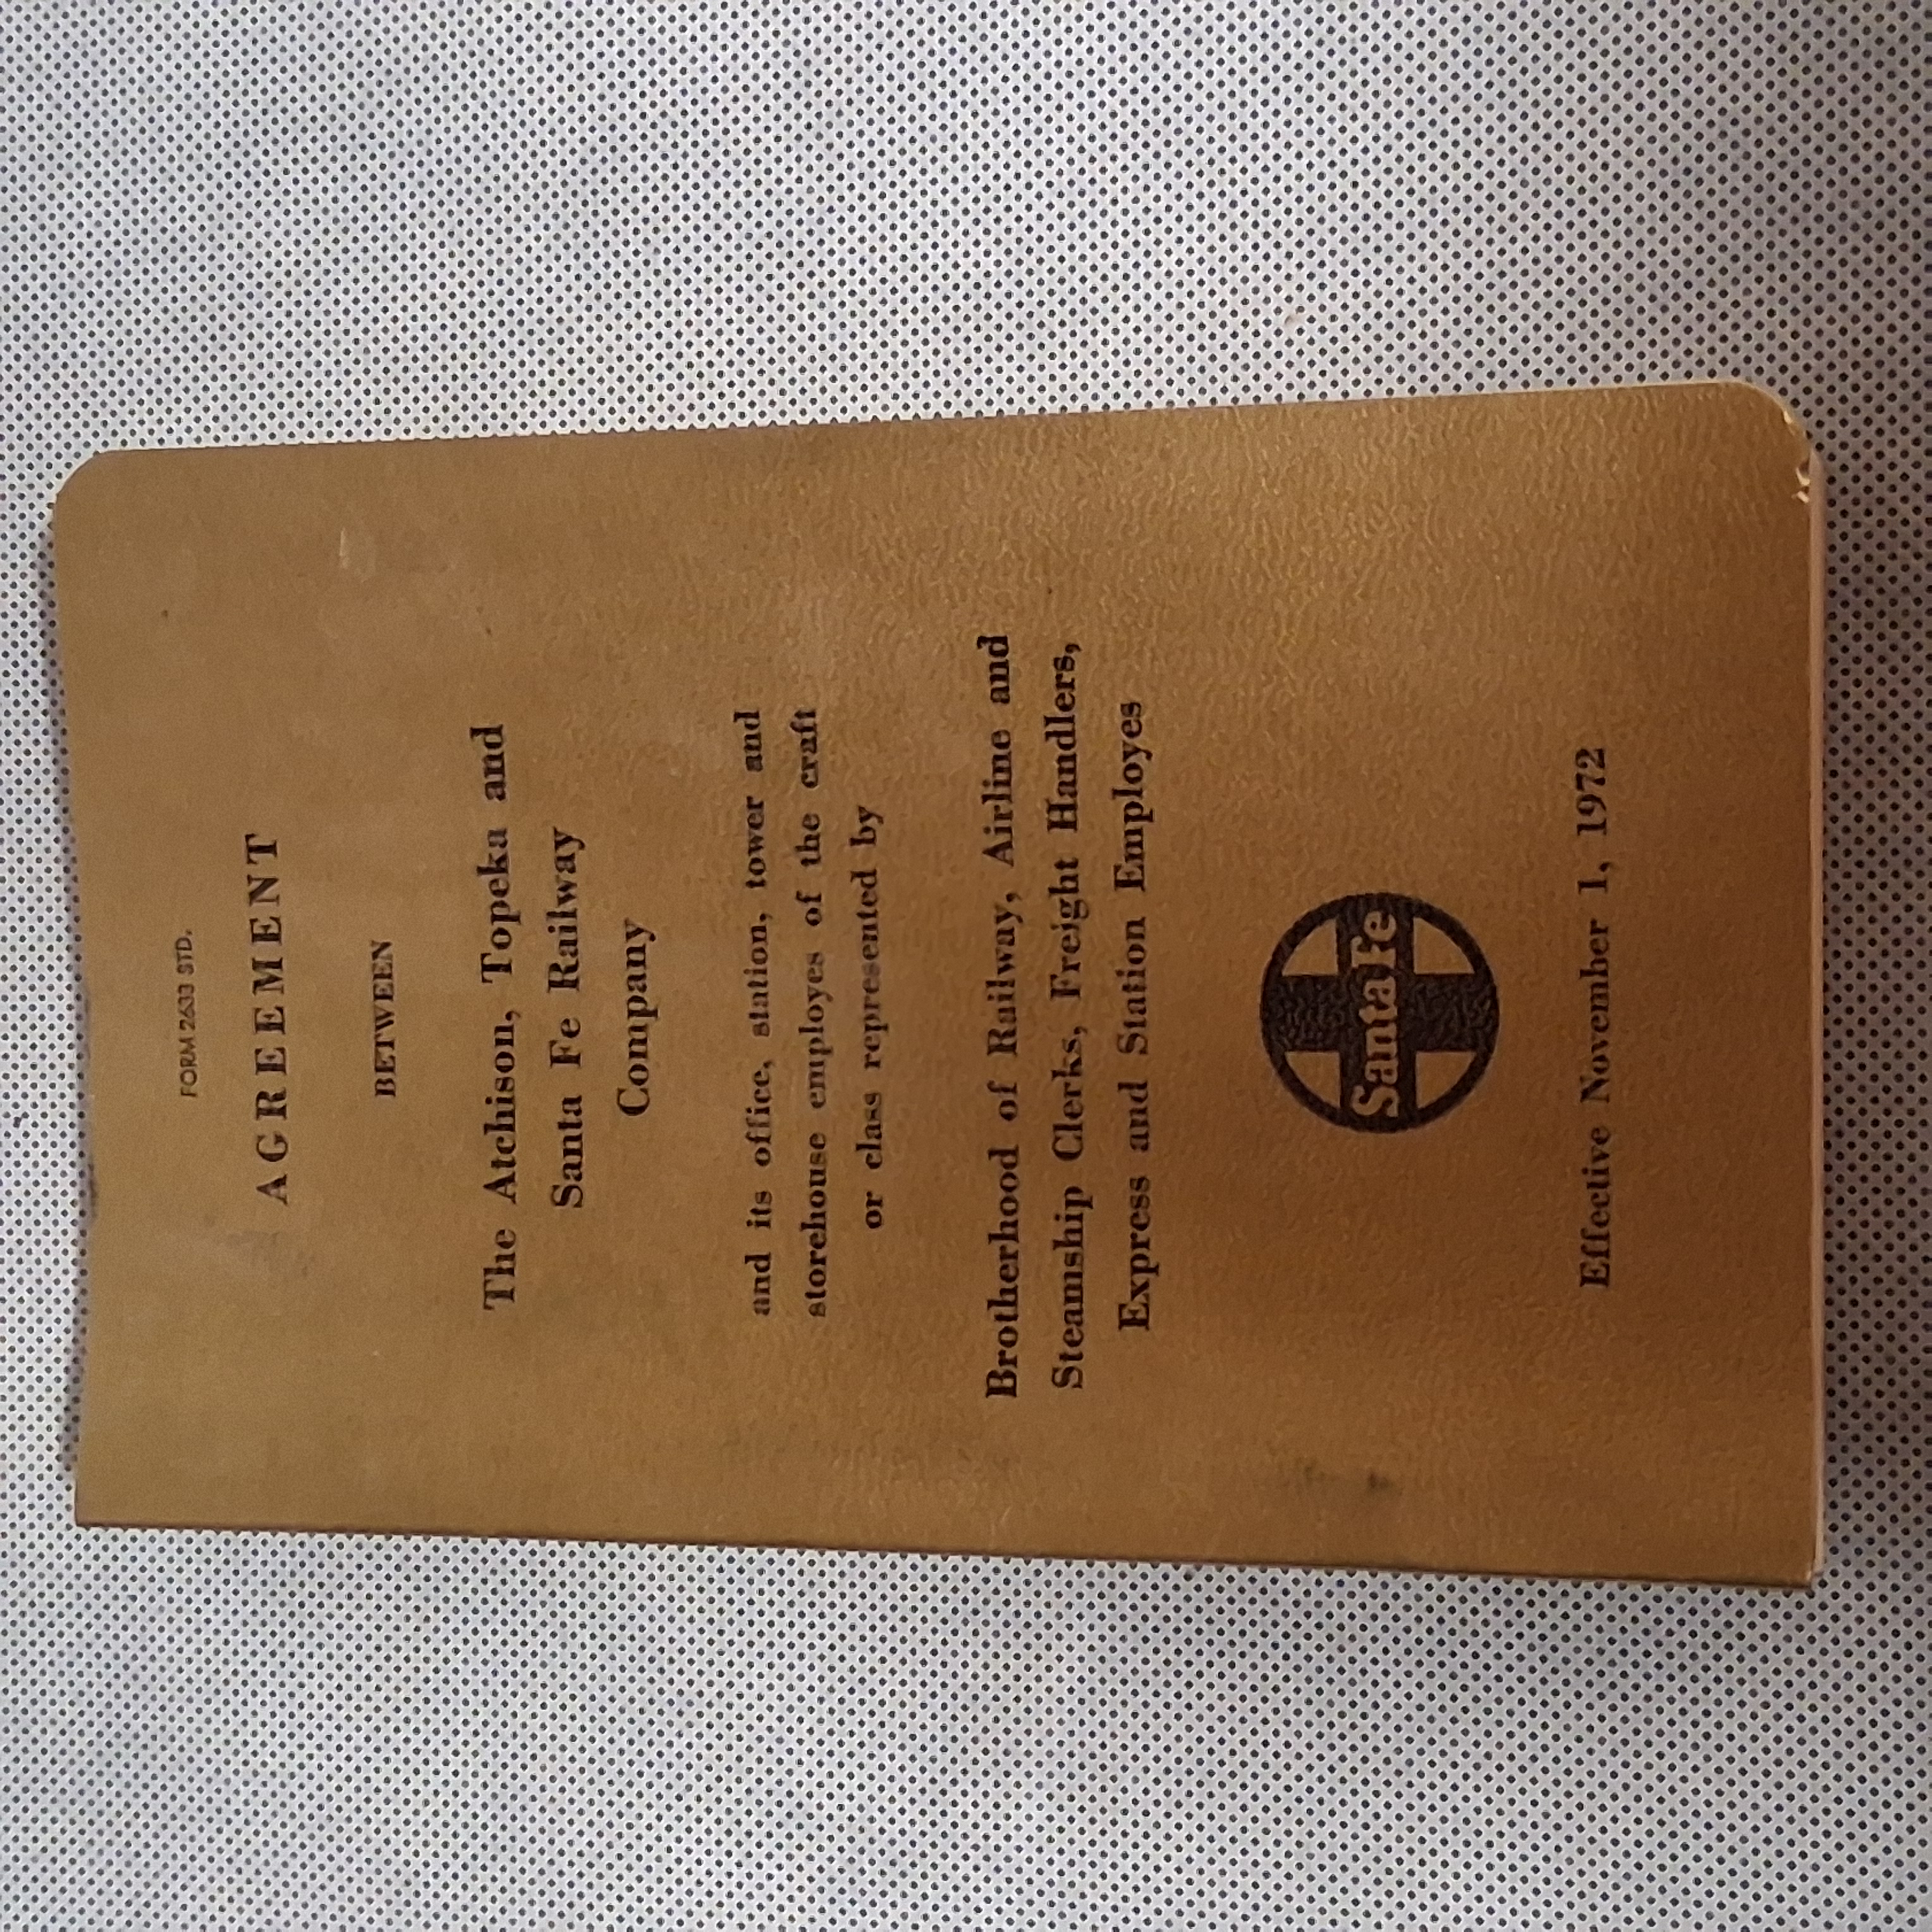 FORM 2633 STD.
AGREEMENT
BETWEEN
The Atchison, Topeka and
Santa Fe Railway
Company
and its office, station, tower and
storehouse employes of the craft
or class represented by
Brotherhood of Railway, Airline and
Steamship Clerks, Freight Handlers,
Express and Station Employes
Santa Fe
Effective November 1, 1972